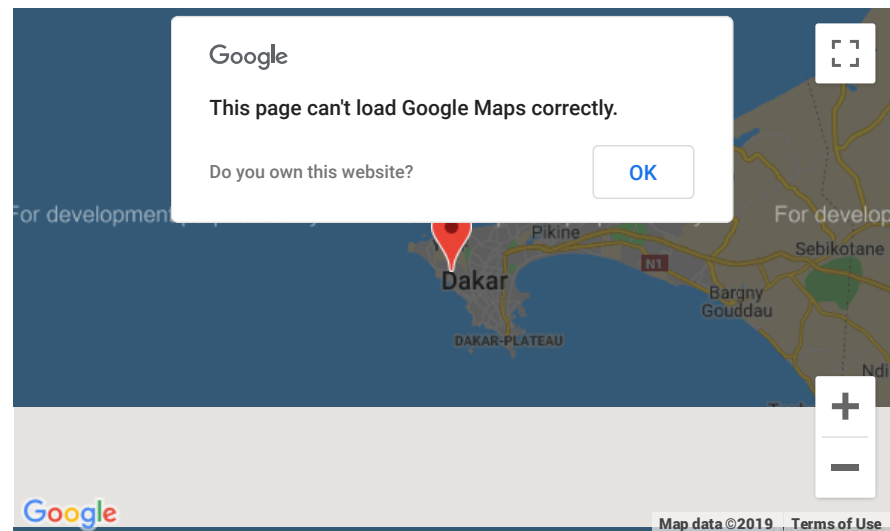 Google
This page can't load Google Maps correctly.
Do you own this website?
OK
For development
For develop
Pikine
Sebikotane
N1
Dakar
Bargny
Gouddau
DAKAR-PLATEAU
Ndi
Google
Map data ©2019
Terms of Use